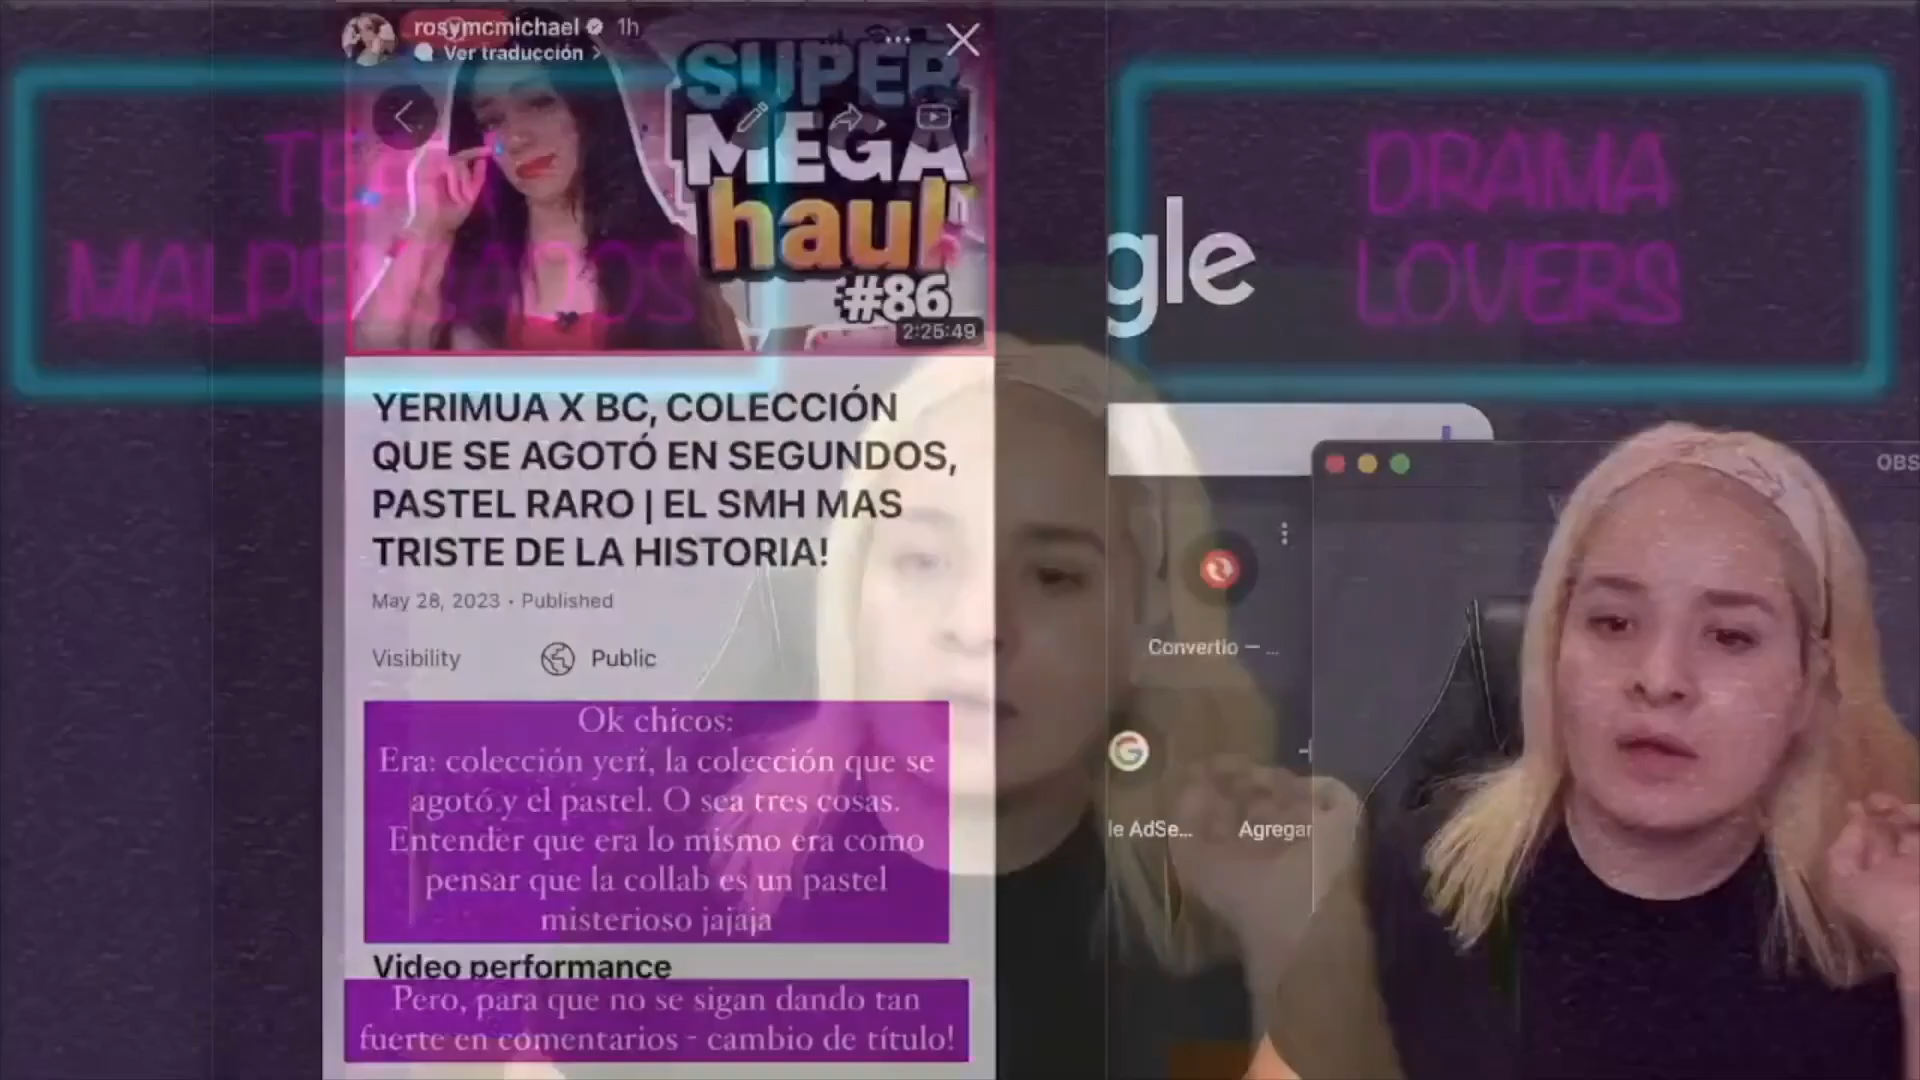 rosymcmichael 1h
Ver traducción
SUPER
MEGA
haul
#86
2:25:49
TEAM
MALPENSADOS
DRAMA
LOVERS
gle
YERIMUA X BC, COLECCIÓN
QUE SE AGOTÓ EN SEGUNDOS,
PASTEL RARO | EL SMH MAS
TRISTE DE LA HISTORIA!
May 28, 2023 • Published
Visibility Public
Ok chicos:
Era: colección yeri, la colección que se
agotó.y el pastel. O sea tres cosas.
Entender que era lo mismo era como
pensar que la collab es un pastel
misterioso jajaja
Video performance
Pero, para que no se sigan dando tan
fuerte en comentarios - cambio de título!
OBS
Convertio — ...
le AdSe...
Agregar